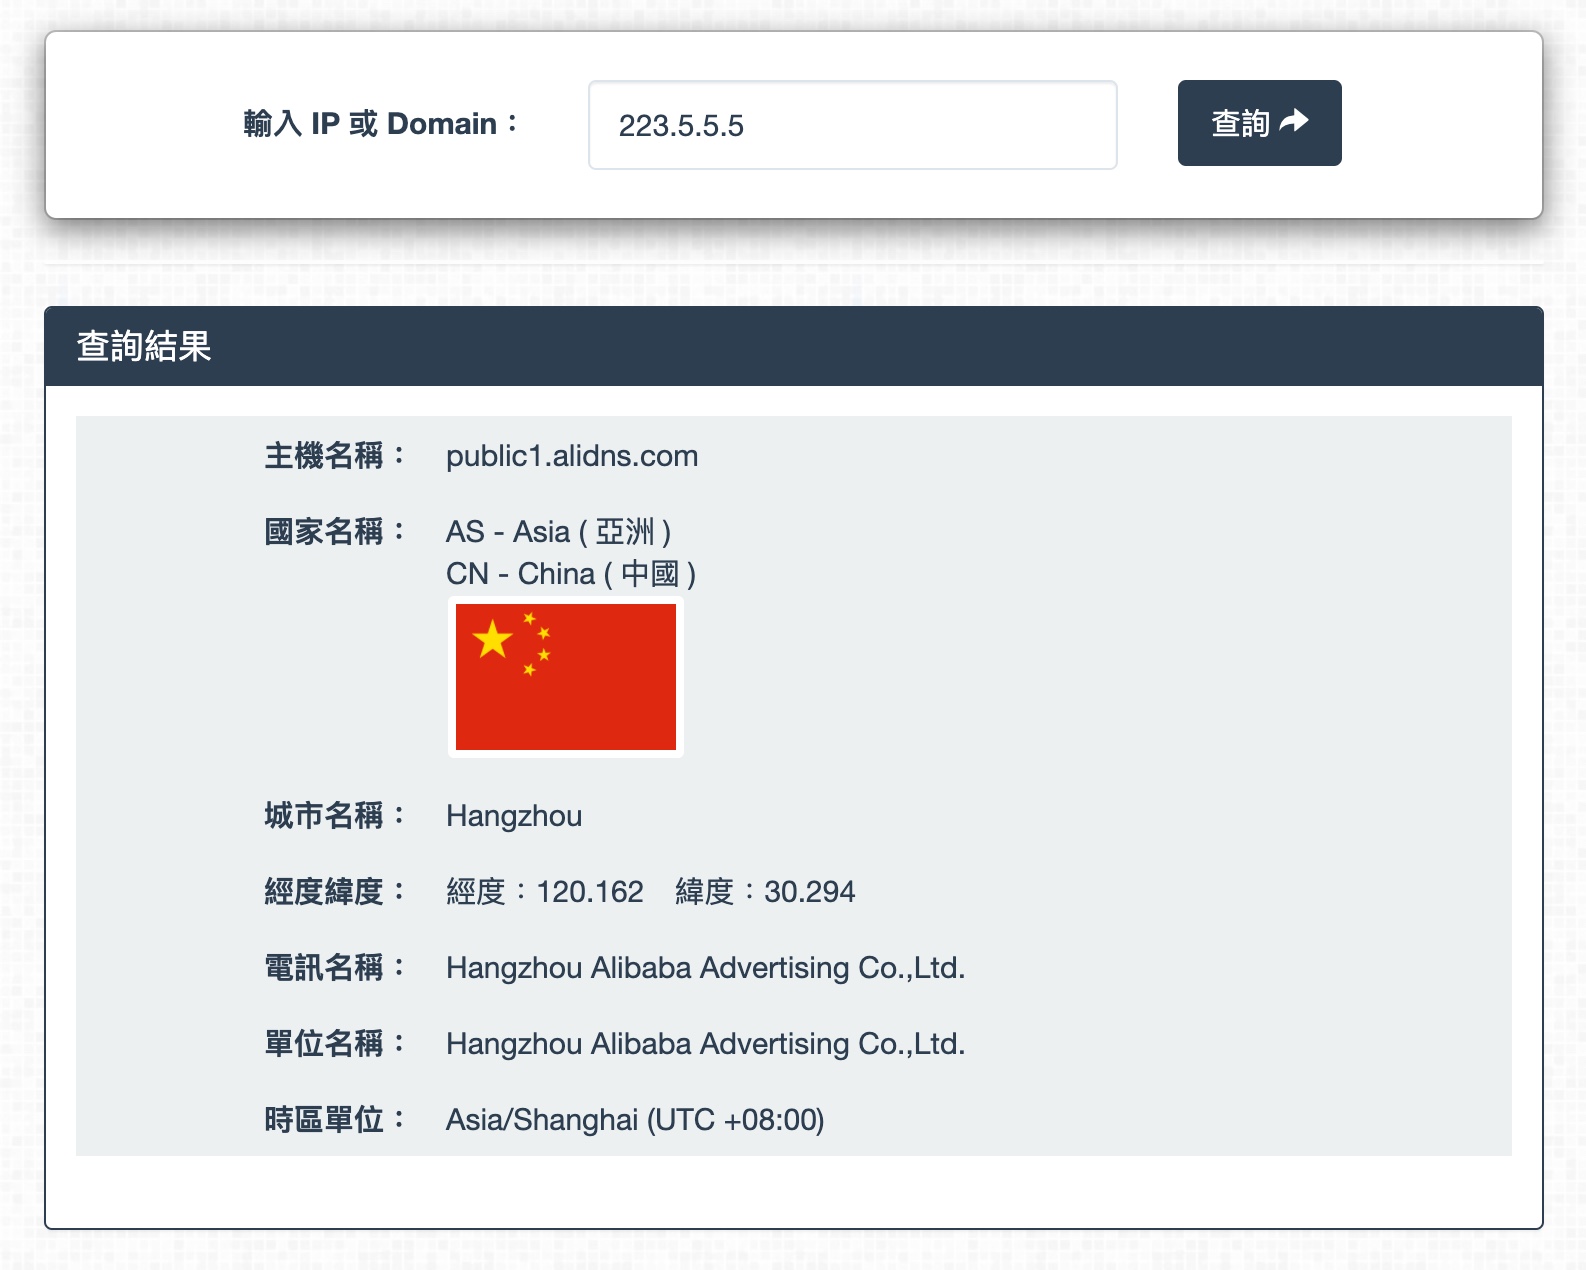 輸入 IP 或 Domain：
223.5.5.5
查詢
查詢結果
主機名稱： public1.alidns.com
國家名稱： AS - Asia ( 亞洲 )
CN - China ( 中國 )
城市名稱： Hangzhou
經度緯度： 經度：120.162 緯度：30.294
電訊名稱： Hangzhou Alibaba Advertising Co.,Ltd.
單位名稱： Hangzhou Alibaba Advertising Co.,Ltd.
時區單位： Asia/Shanghai (UTC +08:00)